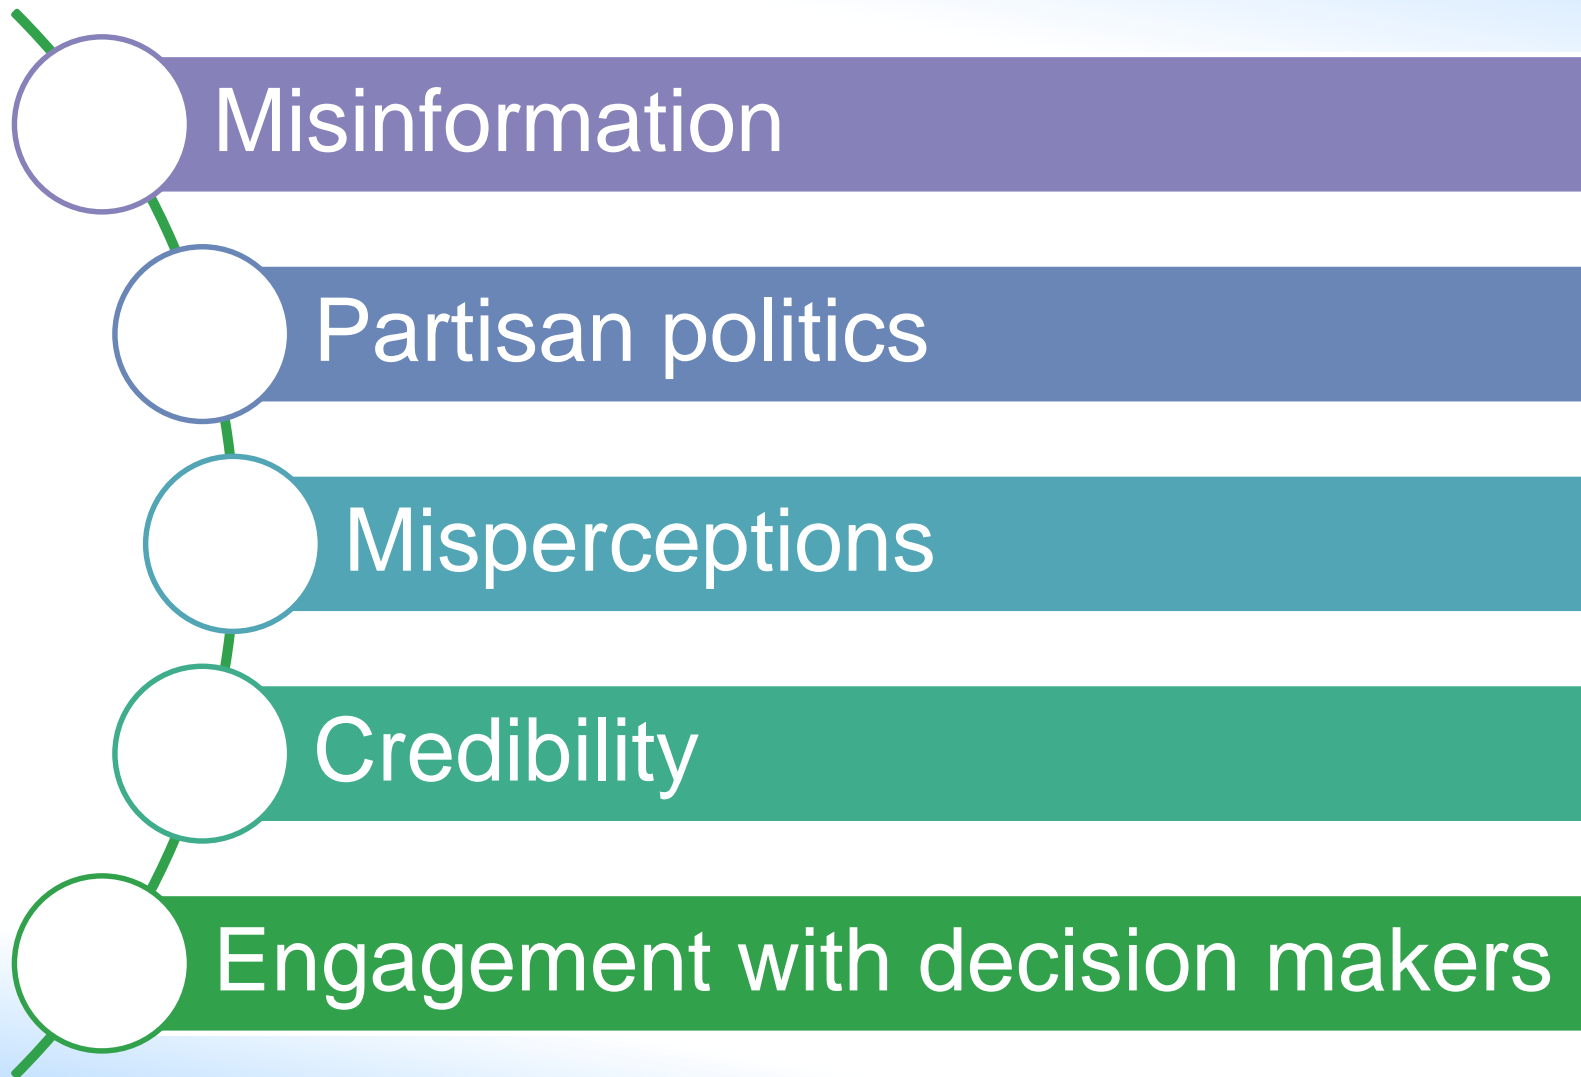 Misinformation
Partisan politics
Misperceptions
Credibility
Engagement with decision makers